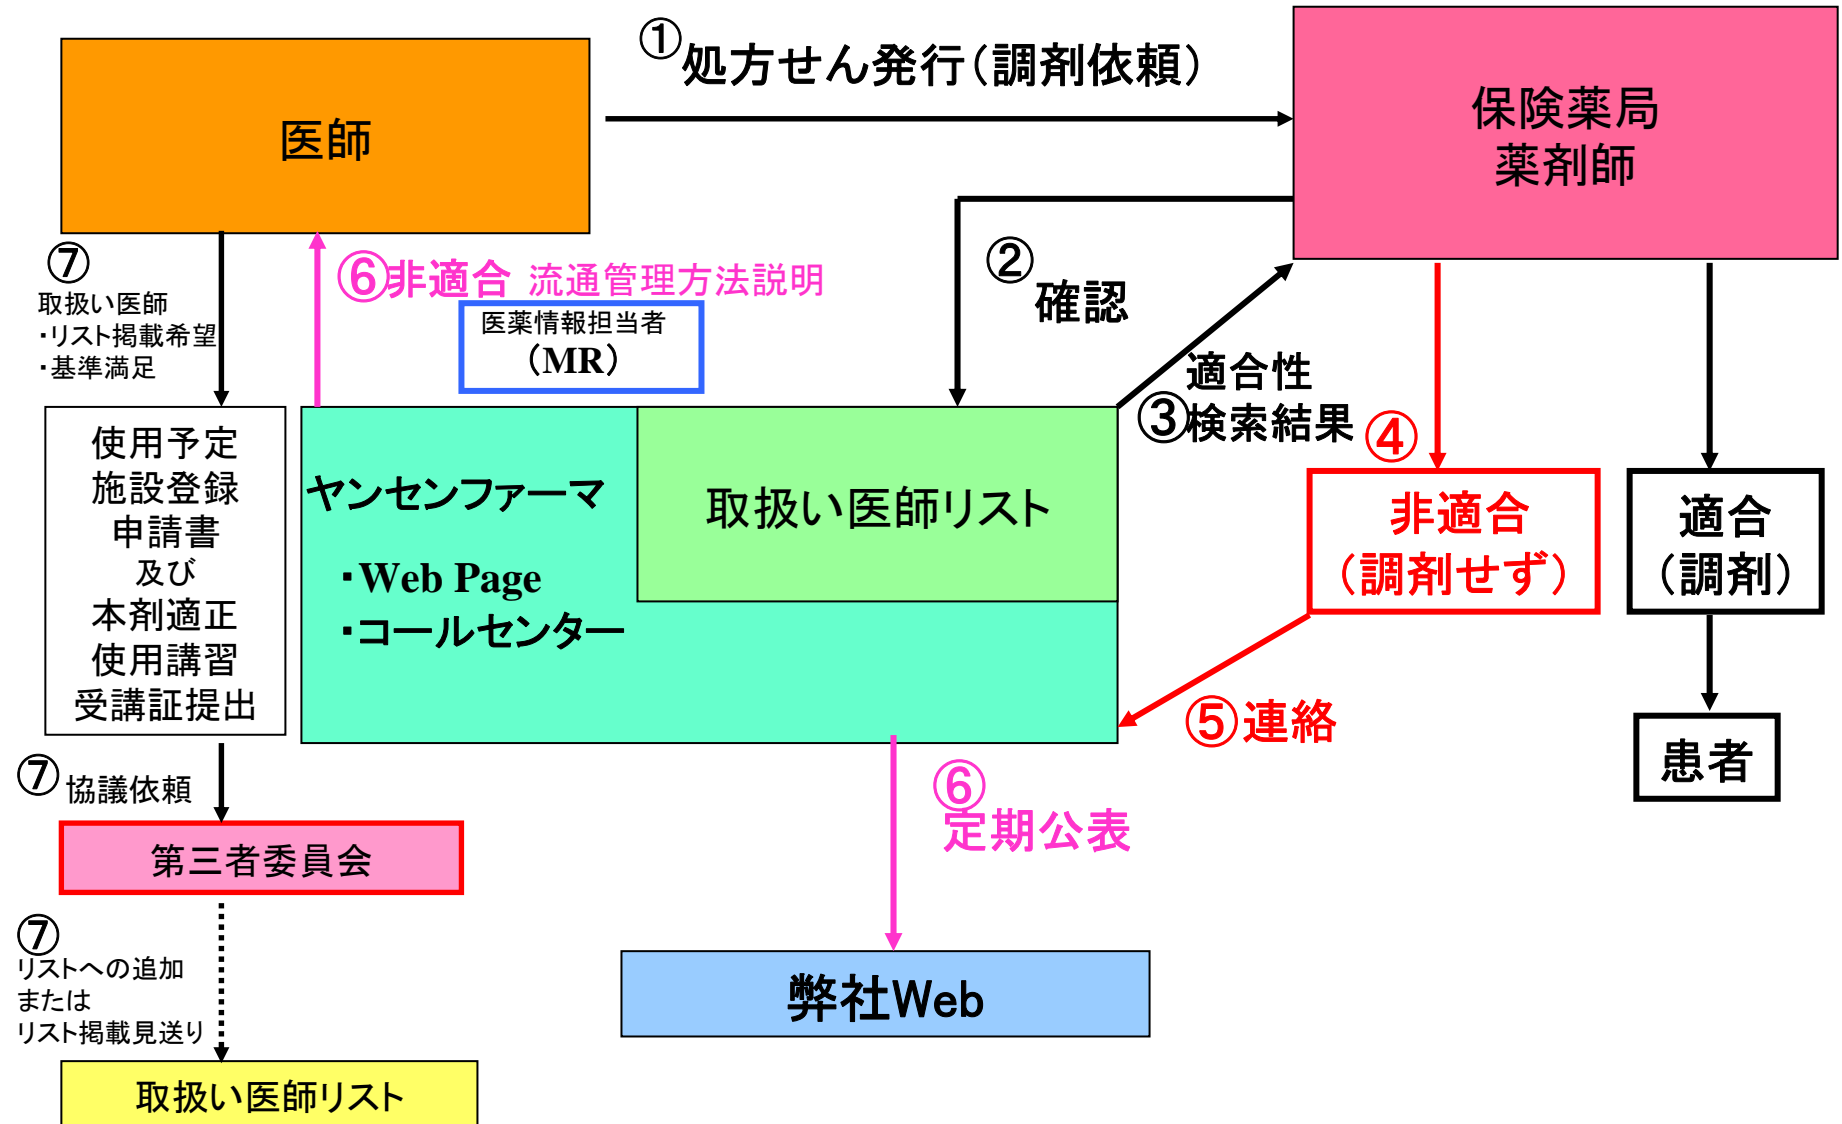 ①処方せん発行(調剤依頼)
医師
保険薬局
薬剤師
⑦
取扱い医師
・リスト掲載希望
・基準満足
⑥非適合 流通管理方法説明
医薬情報担当者
(MR)
②
確認
適合性
③検索結果
④
使用予定
施設登録
申請書
及び
本剤適正
使用講習
受講証提出
ヤンセンファーマ
・Web Page
・コールセンター
取扱い医師リスト
非適合
(調剤せず)
適合
(調剤)
⑤連絡
患者
⑦協議依頼
⑥
定期公表
第三者委員会
⑦
リストへの追加
または
リスト掲載見送り
弊社Web
取扱い医師リスト